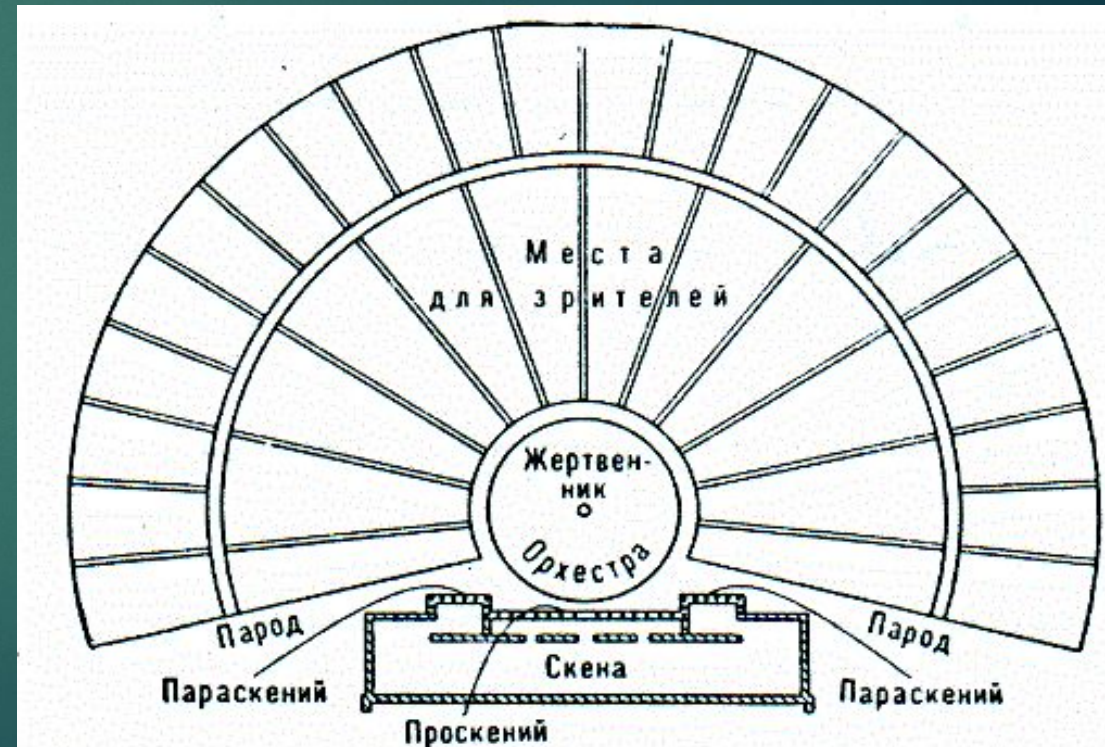 Места
для зрителей
Жертвен-
ник
Орхестра
Парод
Парод
Скена
Параскений
Параскений
Проскений